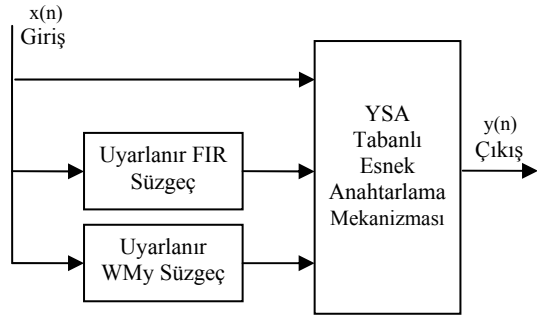 x(n)
Giriş
Uyarlanır FIR
Süzgeç
Uyarlanır
WMy Süzgeç
YSA
Tabanlı
Esnek
Anahtarlama
Mekanizması
y(n)
Çıkış